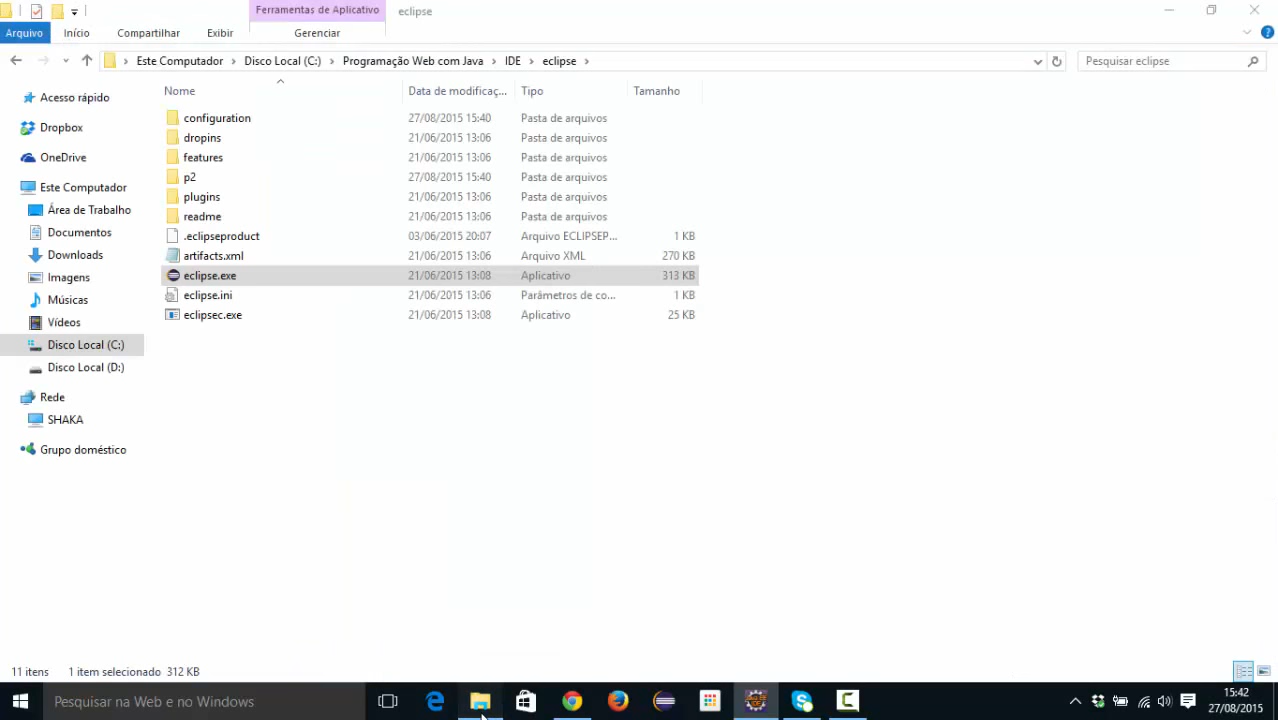 Ferramentas de Aplicativo eclipse
Arquivo Início Compartilhar Exibir Gerenciar
Este Computador Disco Local (C:) Programação Web com Java IDE eclipse Pesquisar eclipse
Nome Data de modificaç... Tipo Tamanho
Acesso rápido
Dropbox
OneDrive
Este Computador
Área de Trabalho
Documentos
Downloads
Imagens
Músicas
Vídeos
Disco Local (C:)
Disco Local (D:)
Rede
SHAKA
Grupo doméstico
configuration 27/08/2015 15:40 Pasta de arquivos
dropins 21/06/2015 13:06 Pasta de arquivos
features 21/06/2015 13:06 Pasta de arquivos
p2 27/08/2015 15:40 Pasta de arquivos
plugins 21/06/2015 13:06 Pasta de arquivos
readme 21/06/2015 13:06 Pasta de arquivos
.eclipseproduct 03/06/2015 20:07 Arquivo ECLIPSEP... 1 KB
artifacts.xml 21/06/2015 13:06 Arquivo XML 270 KB
eclipse.exe 21/06/2015 13:08 Aplicativo 313 KB
eclipse.ini 21/06/2015 13:06 Parâmetros de co... 1 KB
eclipsec.exe 21/06/2015 13:08 Aplicativo 25 KB
11 itens 1 item selecionado 312 KB
Pesquisar na Web e no Windows
15:42
27/08/2015